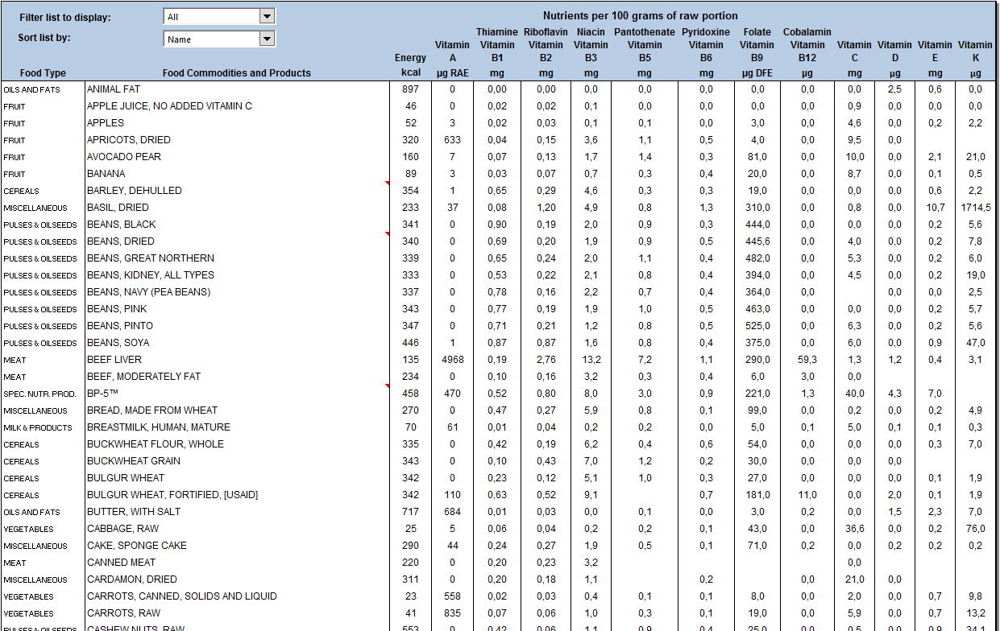 Filter list to display: All Nutrients per 100 grams of raw portion
Sort list by: Name
Thiamine Riboflavin Niacin Pantothenate Pyridoxine Folate Cobalamin
Vitamin Vitamin Vitamin Vitamin Vitamin Vitamin Vitamin Vitamin Vitamin Vitamin Vitamin Vitamin
Energy A B1 B2 B3 B5 B6 B9 B12 C D E K
Food Type Food Commodities and Products kcal µg RAE mg mg mg mg mg µg DFE µg mg µg mg µg
OILS AND FATS ANIMAL FAT 897 0 0,00 0,00 0,0 0,0 0,0 0,0 0,0 0,0 2,5 0,6 0,0
FRUIT APPLE JUICE, NO ADDED VITAMIN C 46 0 0,02 0,02 0,1 0,0 0,0 0,0 0,0 0,9 0,0 0,0 0,0
FRUIT APPLES 52 3 0,02 0,03 0,1 0,1 0,0 3,0 0,0 4,6 0,0 0,2 2,2
FRUIT APRICOTS, DRIED 320 633 0,04 0,15 3,6 1,1 0,5 4,0 0,0 9,5 0,0
FRUIT AVOCADO PEAR 160 7 0,07 0,13 1,7 1,4 0,3 81,0 0,0 10,0 0,0 2,1 21,0
FRUIT BANANA 89 3 0,03 0,07 0,7 0,3 0,4 20,0 0,0 8,7 0,0 0,1 0,5
CEREALS BARLEY, DEHULLED 354 1 0,65 0,29 4,6 0,3 0,3 19,0 0,0 0,0 0,0 0,6 2,2
MISCELLANEOUS BASIL, DRIED 233 37 0,08 1,20 4,9 0,8 1,3 310,0 0,0 0,8 0,0 10,7 1714,5
PULSES & OILSEEDS BEANS, BLACK 341 0 0,90 0,19 2,0 0,9 0,3 444,0 0,0 0,0 0,0 0,2 5,6
PULSES & OILSEEDS BEANS, DRIED 340 0 0,69 0,20 1,9 0,9 0,5 445,6 0,0 4,0 0,0 0,2 7,8
PULSES & OILSEEDS BEANS, GREAT NORTHERN 339 0 0,65 0,24 2,0 1,1 0,4 482,0 0,0 5,3 0,0 0,2 6,0
PULSES & OILSEEDS BEANS, KIDNEY, ALL TYPES 333 0 0,53 0,22 2,1 0,8 0,4 394,0 0,0 4,5 0,0 0,2 19,0
PULSES & OILSEEDS BEANS, NAVY (PEA BEANS) 337 0 0,78 0,16 2,2 0,7 0,4 364,0 0,0 0,0 0,0 2,5
PULSES & OILSEEDS BEANS, PINK 343 0 0,77 0,19 1,9 1,0 0,5 463,0 0,0 0,0 0,0 0,2 5,7
PULSES & OILSEEDS BEANS, PINTO 347 0 0,71 0,21 1,2 0,8 0,5 525,0 0,0 6,3 0,0 0,2 5,6
PULSES & OILSEEDS BEANS, SOYA 446 1 0,87 0,87 1,6 0,8 0,4 375,0 0,0 6,0 0,0 0,9 47,0
MEAT BEEF LIVER 135 4968 0,19 2,76 13,2 7,2 1,1 290,0 59,3 1,3 1,2 0,4 3,1
MEAT BEEF, MODERATELY FAT 234 0 0,10 0,16 3,2 0,3 0,4 6,0 3,0 0,0
SPEC. NUTR. PROD. BP-5™ 458 470 0,52 0,80 8,0 3,0 0,9 221,0 1,3 40,0 4,3 7,0
MISCELLANEOUS BREAD, MADE FROM WHEAT 270 0 0,47 0,27 5,9 0,8 0,1 99,0 0,0 0,2 0,0 0,2 4,9
MILK & PRODUCTS BREASTMILK, HUMAN, MATURE 70 61 0,01 0,04 0,2 0,2 0,0 5,0 0,1 5,0 0,1 0,1 0,3
CEREALS BUCKWHEAT FLOUR, WHOLE 335 0 0,42 0,19 6,2 0,4 0,6 54,0 0,0 0,0 0,0 0,3 7,0
CEREALS BUCKWHEAT GRAIN 343 0 0,10 0,43 7,0 1,2 0,2 30,0 0,0 0,0 0,0
CEREALS BULGUR WHEAT 342 0 0,23 0,12 5,1 1,0 0,3 27,0 0,0 0,0 0,0 0,1 1,9
CEREALS BULGUR WHEAT, FORTIFIED, [USAID] 342 110 0,63 0,52 9,1 0,7 181,0 11,0 0,0 2,0 0,1 1,9
OILS AND FATS BUTTER, WITH SALT 717 684 0,01 0,03 0,0 0,1 0,0 3,0 0,2 0,0 1,5 2,3 7,0
VEGETABLES CABBAGE, RAW 25 5 0,06 0,04 0,2 0,2 0,1 43,0 0,0 36,6 0,0 0,2 76,0
MISCELLANEOUS CAKE, SPONGE CAKE 290 44 0,24 0,27 1,9 0,5 0,1 71,0 0,2 0,0 0,2 0,2 0,2
MEAT CANNED MEAT 220 0 0,20 0,23 3,2 0,0
MISCELLANEOUS CARDAMON, DRIED 311 0 0,20 0,18 1,1 0,2 0,0 21,0 0,0
VEGETABLES CARROTS, CANNED, SOLIDS AND LIQUID 23 558 0,02 0,03 0,4 0,1 0,1 8,0 0,0 2,0 0,0 0,7 9,8
VEGETABLES CARROTS, RAW 41 835 0,07 0,06 1,0 0,3 0,1 19,0 0,0 5,9 0,0 0,7 13,2
PULSES & OILSEEDS CASHEW NUTS, RAW 553 0 0,42 0,06 1,1 0,9 0,4 25,0 0,0 0,5 0,0 0,9 34,1